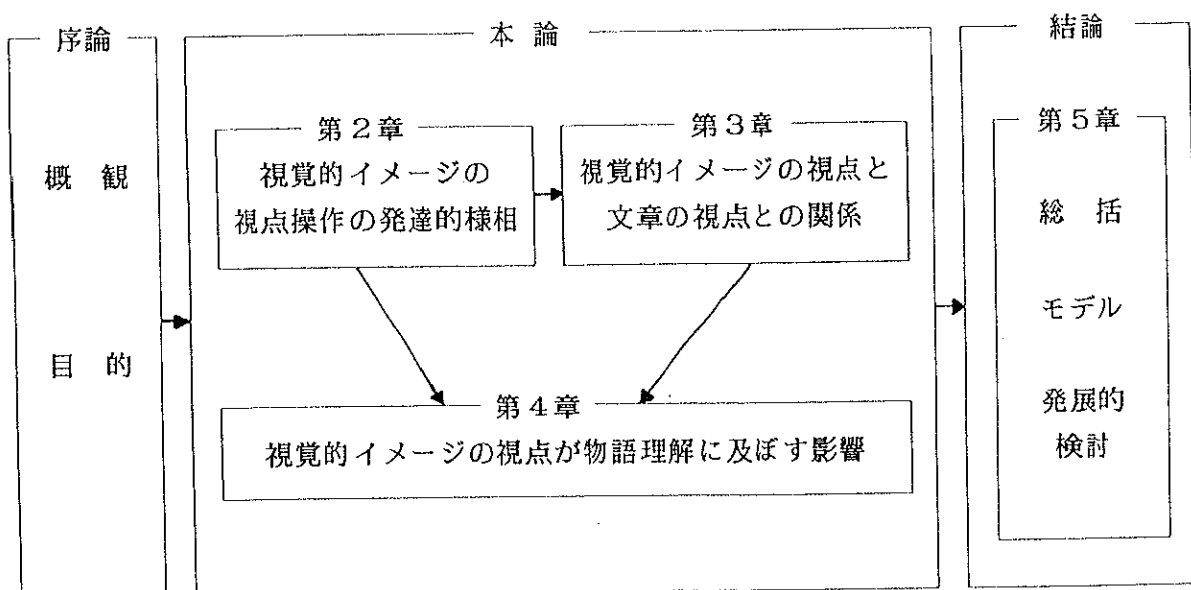 序論
概 観
目 的
本 論
第2章
視覚的イメージの
視点操作の発達的様相
第3章
視覚的イメージの視点と
文章の視点との関係
第4章
視覚的イメージの視点が物語理解に及ぼす影響
結論
第5章
総 括
モデル
発展的
検討